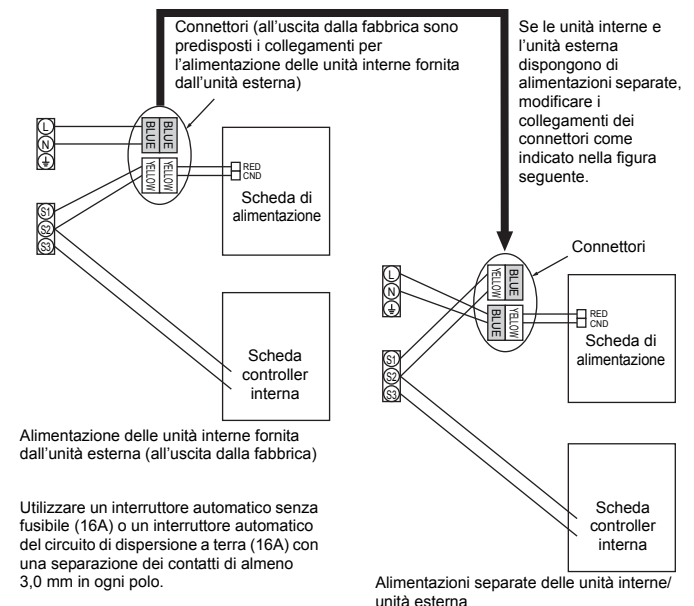 Connettori (all'uscita dalla fabbrica sono
predisposti i collegamenti per
l'alimentazione delle unità interne fornita
dall'unità esterna)
Se le unità interne e
l'unità esterna
dispongono di
alimentazioni separate,
modificare i
collegamenti dei
connettori come
indicato nella figura
seguente.
L
N
BLUE
BLUE
YELLOW
YELLOW
RED
CND
Scheda di
alimentazione
S1
S2
S3
Scheda
controller
interna
Alimentazione delle unità interne fornita
dall'unità esterna (all'uscita dalla fabbrica)
Utilizzare un interruttore automatico senza
fusibile (16A) o un interruttore automatico
del circuito di dispersione a terra (16A) con
una separazione dei contatti di almeno
3,0 mm in ogni polo.
Connettori
L
N
YELLOW
BLUE
BLUE
YELLOW
RED
CND
Scheda di
alimentazione
S1
S2
S3
Scheda
controller
interna
Alimentazioni separate delle unità interne/
unità esterna